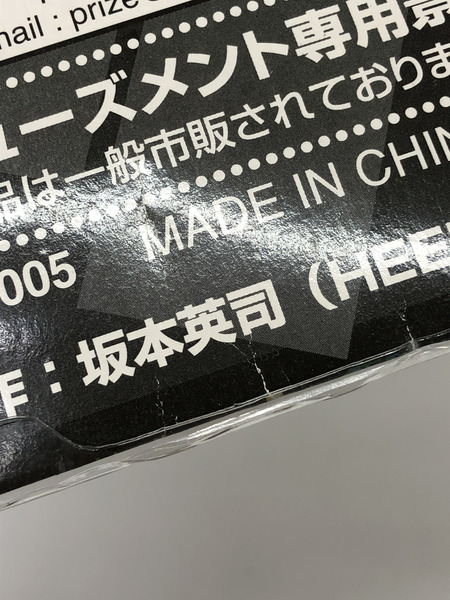 mail : prize@
ューズメント専用景
品は一般市販されておりま
005 MADE IN CHIN
作 : 坂本英司 (HEE